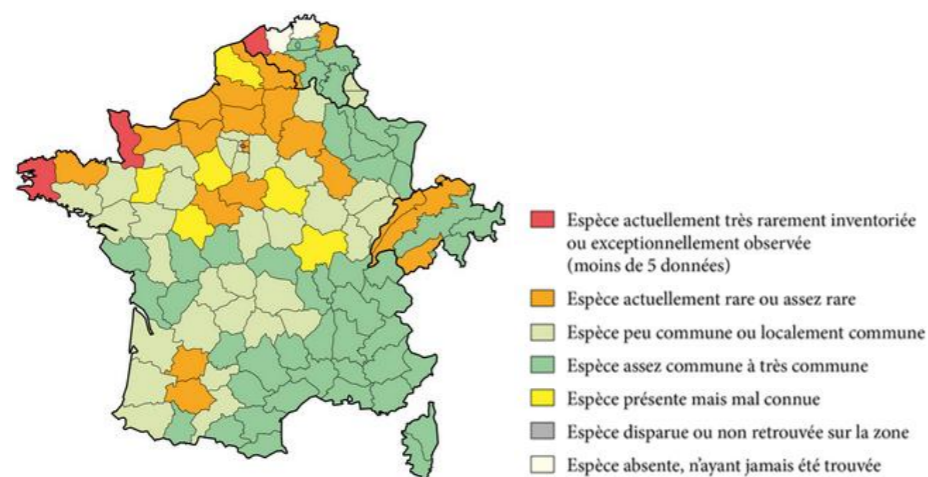 Espèce actuellement très rarement inventoriée
ou exceptionnellement observée
(moins de 5 données)
Espèce actuellement rare ou assez rare
Espèce peu commune ou localement commune
Espèce assez commune à très commune
Espèce présente mais mal connue
Espèce disparue ou non retrouvée sur la zone
Espèce absente, n'ayant jamais été trouvée